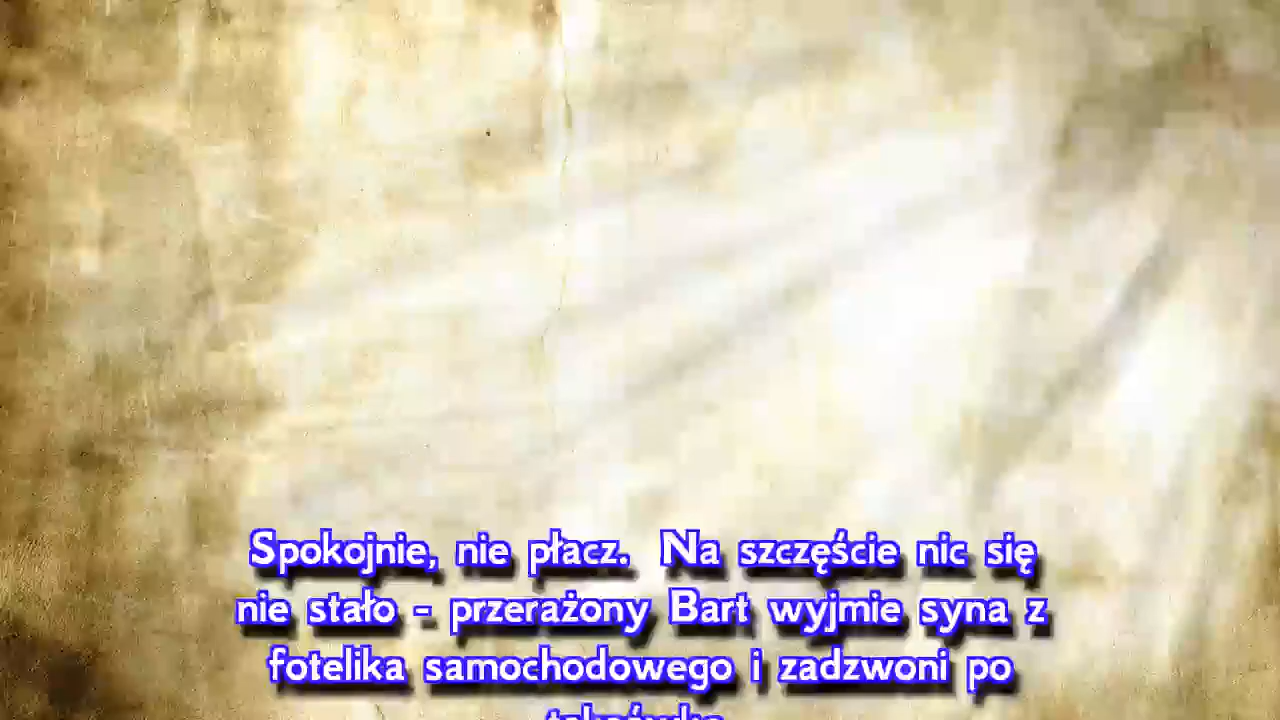 Spokojnie, nie płacz. Na szczęście nic się
nie stało - przerażony Bart wyjmie syna z
fotelika samochodowego i zadzwoni po